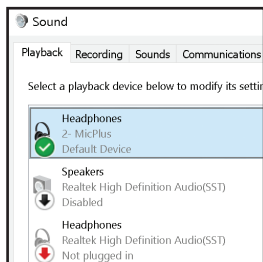 Sound
Playback Recording Sounds Communications
Select a playback device below to modify its
Headphones
2- MicPlus
Default Device
Speakers
Realtek High Definition Audio(SST)
Disabled
Headphones
Realtek High Definition Audio(SST)
Not plugged in